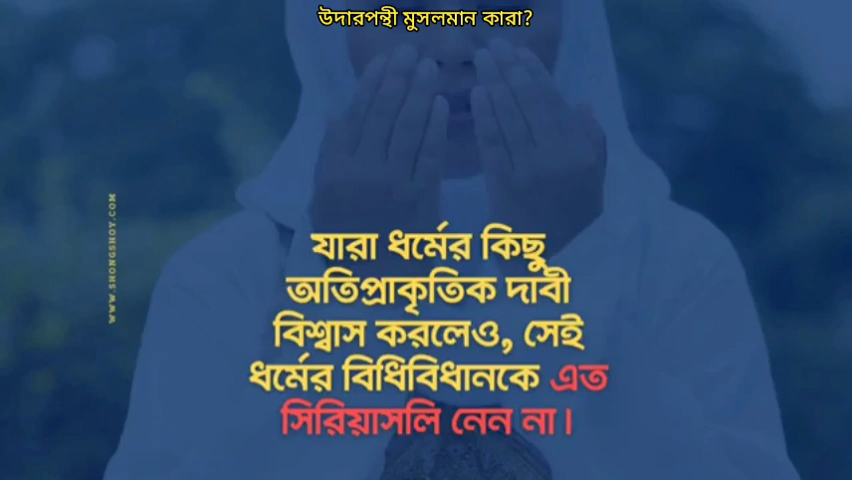 উদারপন্থী মুসলমান কারা?
WWW.SHONGSHOY.COM
যারা ধর্মের কিছু
অতিপ্রাকৃতিক দাবী
বিশ্বাস করলেও, সেই
ধর্মের বিধিবিধানকে এত
সিরিয়াসলি নেন না।